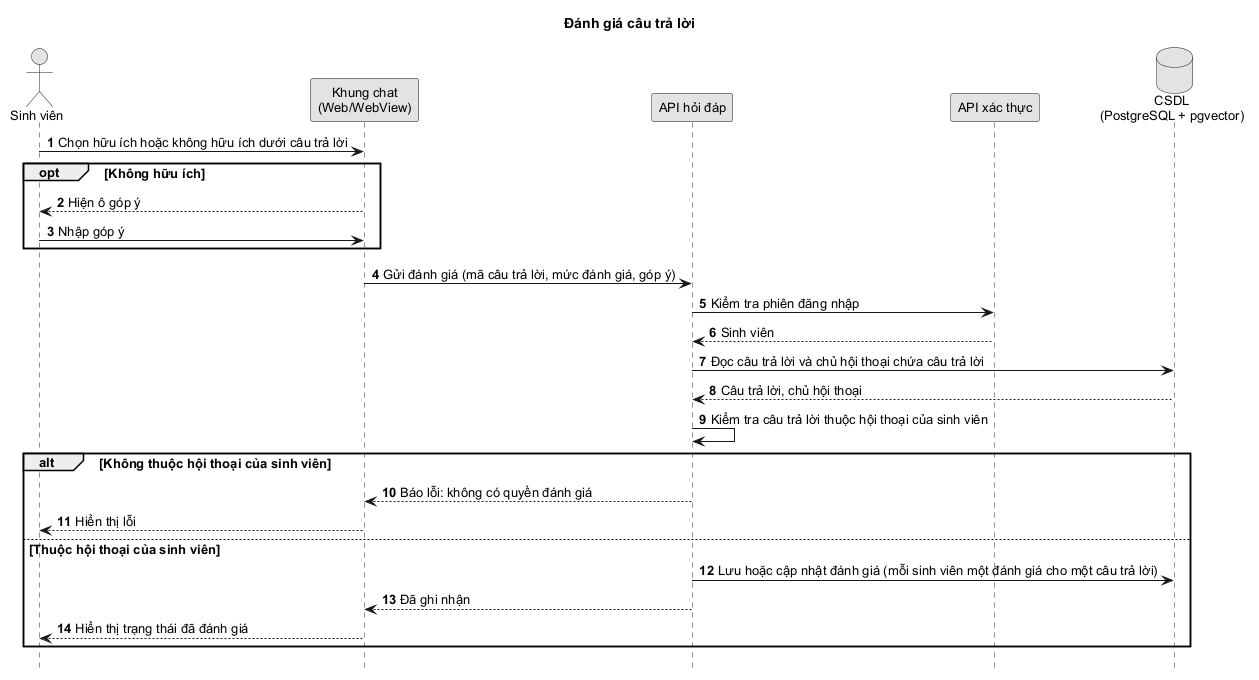 Đánh giá câu trả lời
Sinh viên
Khung chat
(Web/WebView)
API hỏi đáp
API xác thực
CSDL
(PostgreSQL + pgvector)
1 Chọn hữu ích hoặc không hữu ích dưới câu trả lời
opt [Không hữu ích]
2 Hiện ô góp ý
3 Nhập góp ý
4 Gửi đánh giá (mã câu trả lời, mức đánh giá, góp ý)
5 Kiểm tra phiên đăng nhập
6 Sinh viên
7 Đọc câu trả lời và chủ hội thoại chứa câu trả lời
8 Câu trả lời, chủ hội thoại
9 Kiểm tra câu trả lời thuộc hội thoại của sinh viên
alt [Không thuộc hội thoại của sinh viên]
10 Báo lỗi: không có quyền đánh giá
11 Hiển thị lỗi
[Thuộc hội thoại của sinh viên]
12 Lưu hoặc cập nhật đánh giá (mỗi sinh viên một đánh giá cho một câu trả lời)
13 Đã ghi nhận
14 Hiển thị trạng thái đã đánh giá